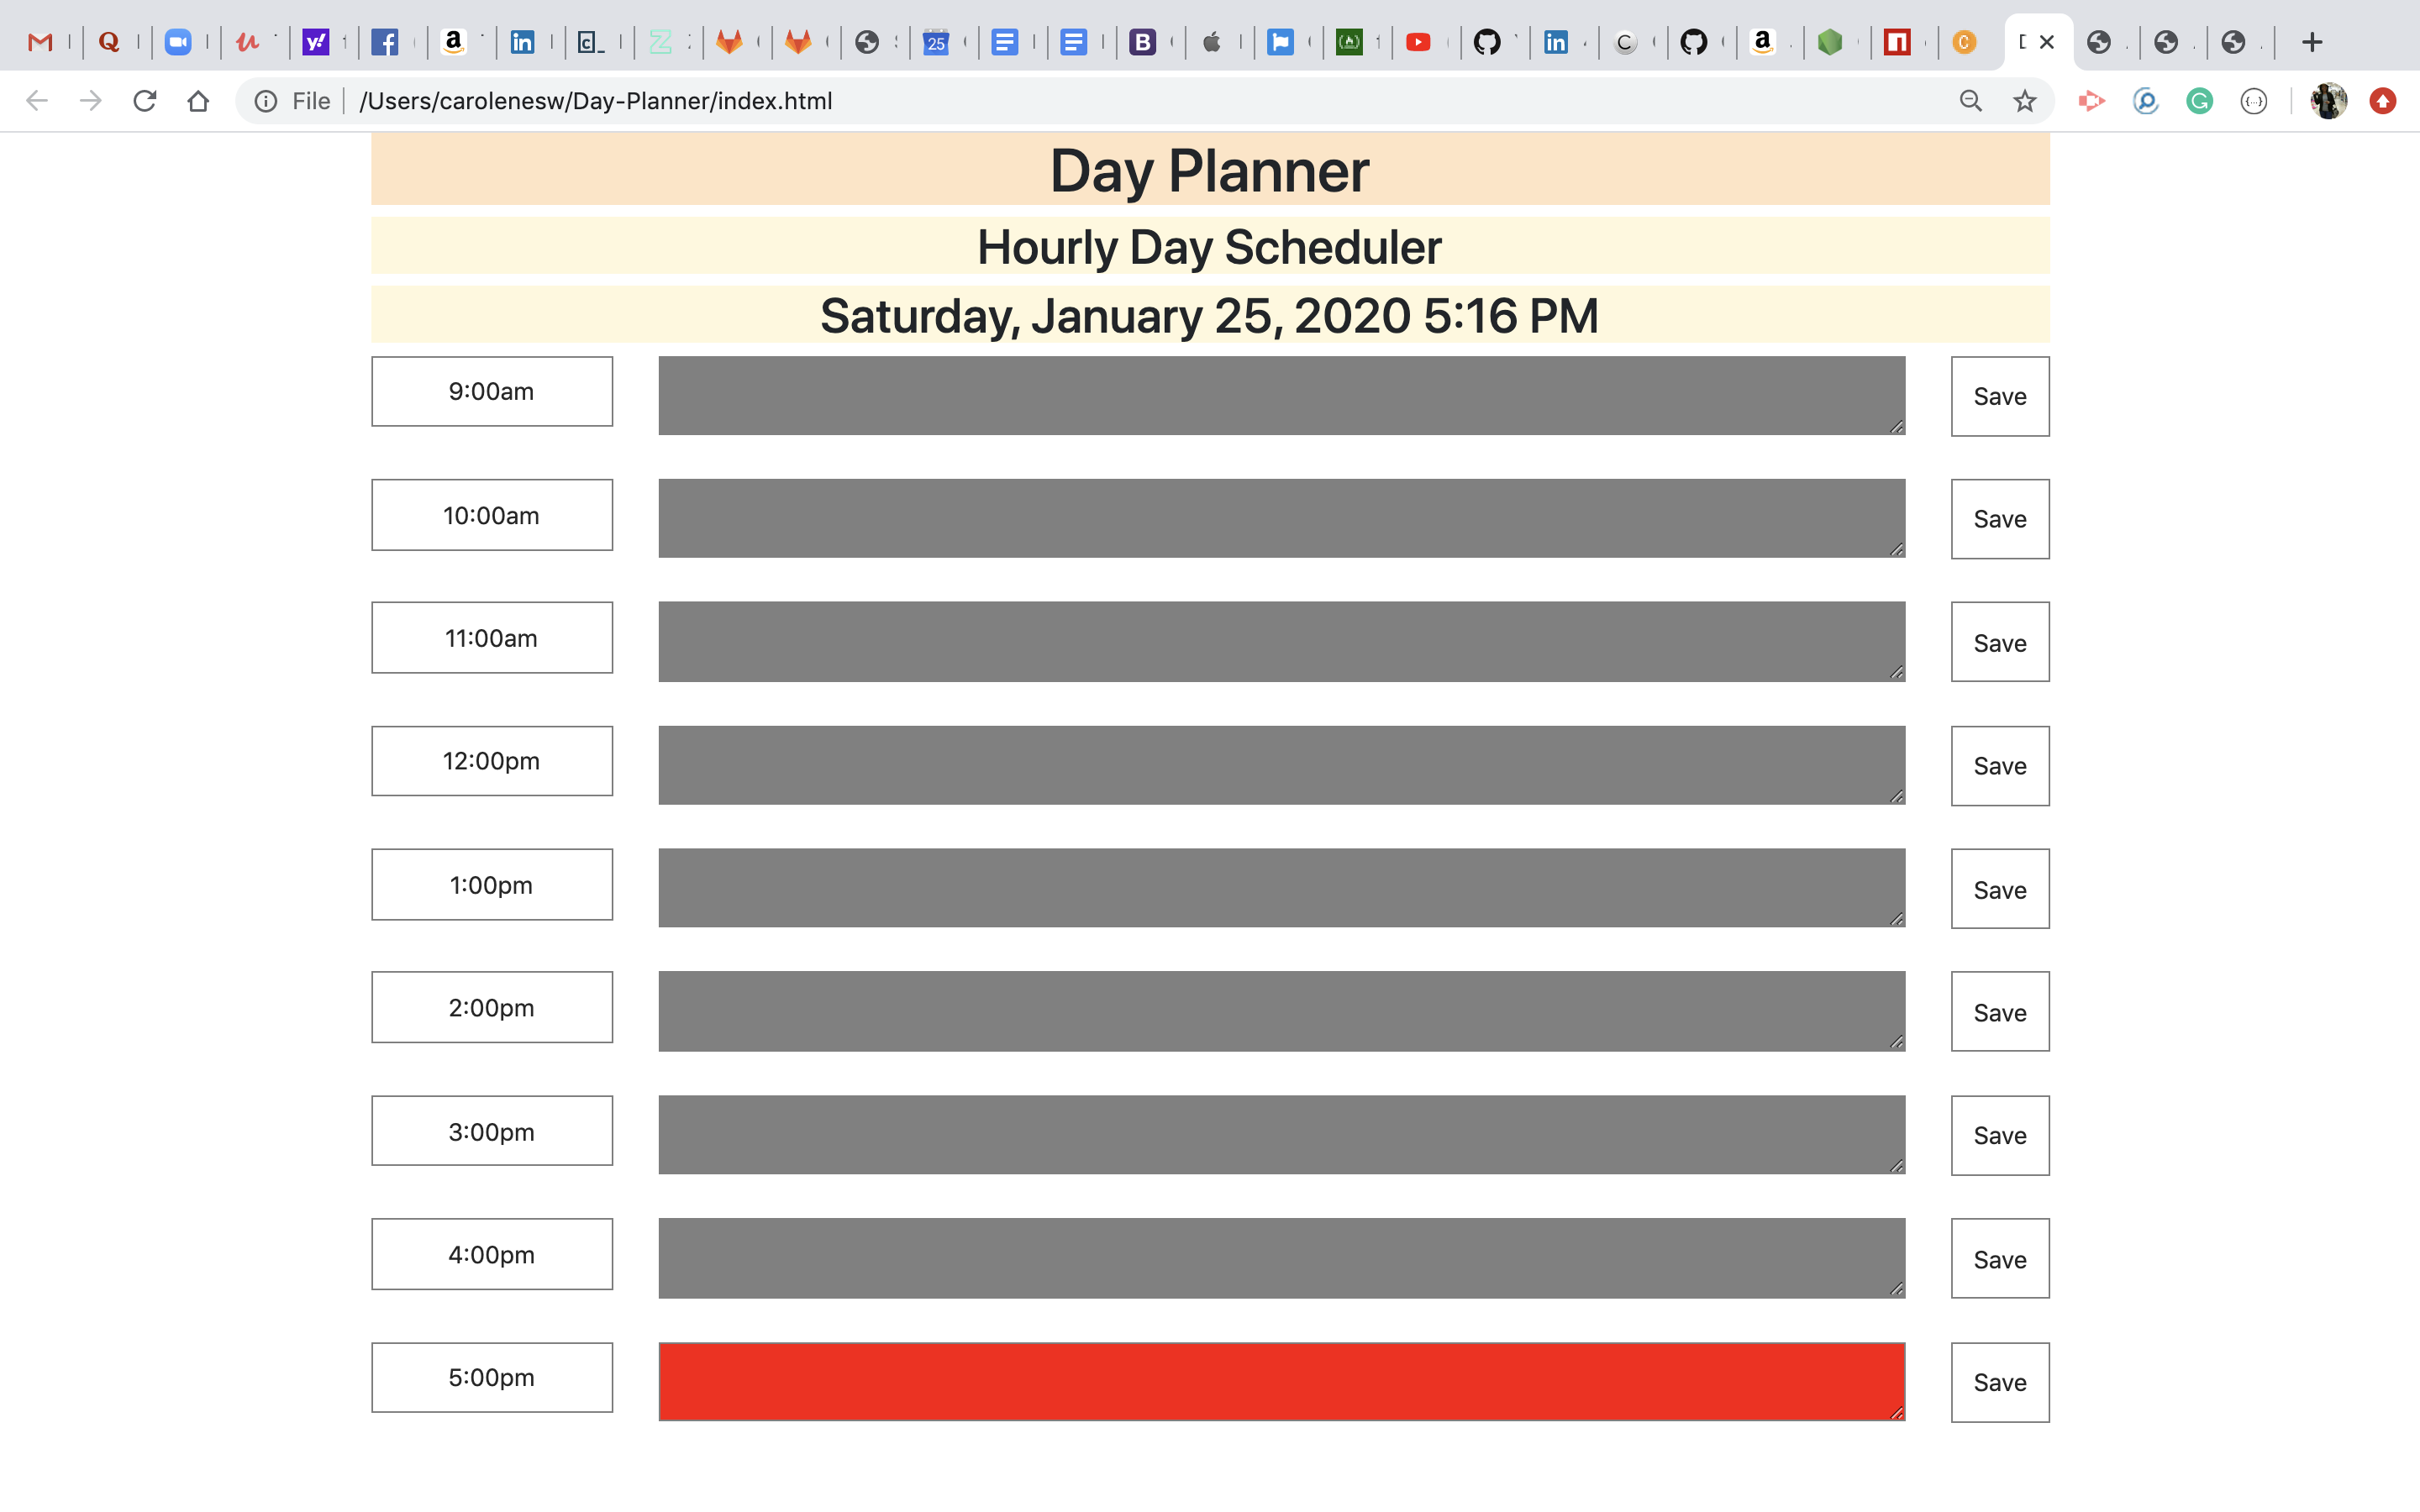 File /Users/carolenesw/Day-Planner/index.html
Day Planner
Hourly Day Scheduler
Saturday, January 25, 2020 5:16 PM
9:00am Save
10:00am Save
11:00am Save
12:00pm Save
1:00pm Save
2:00pm Save
3:00pm Save
4:00pm Save
5:00pm Save